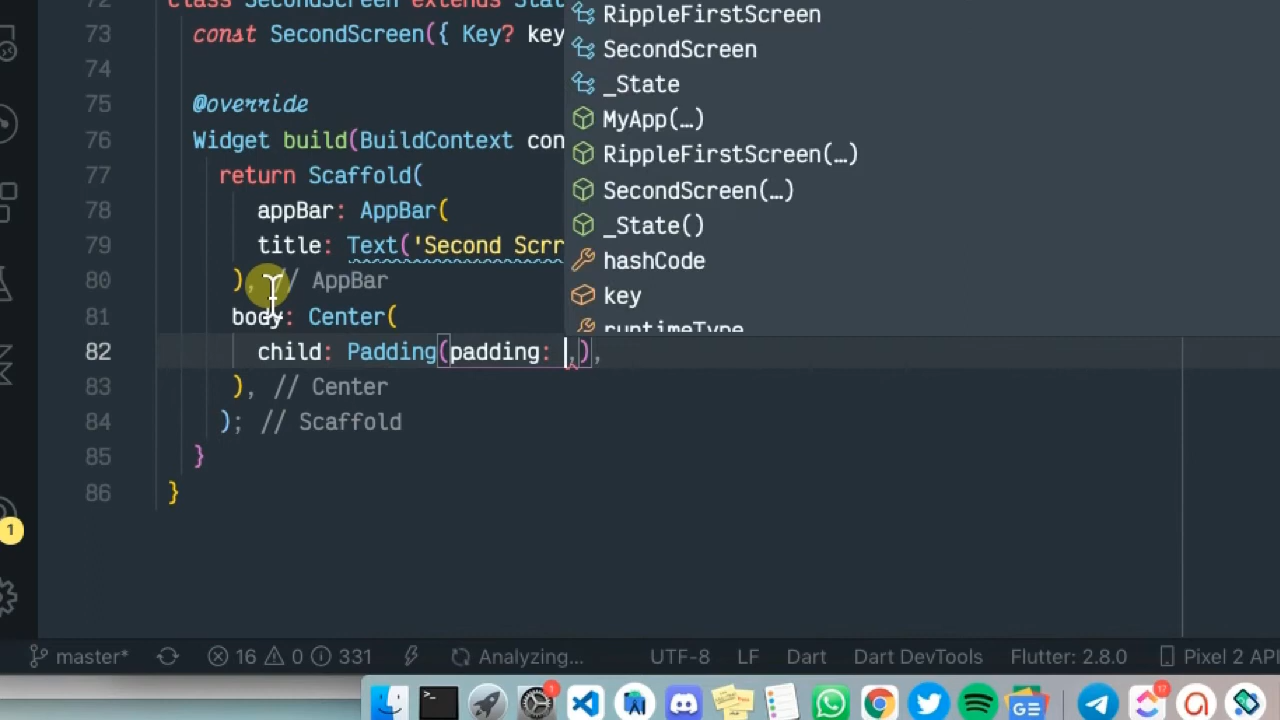 72 class SecondScreen extends Stat
73 const SecondScreen({ Key? key
74
75 @override
76 Widget build(BuildContext con
77 return Scaffold(
78 appBar: AppBar(
79 title: Text('Second Scrr
80 ), // AppBar
81 body: Center(
82 child: Padding(padding: ,),
83 ), // Center
84 ); // Scaffold
85 }
86 }
RippleFirstScreen
SecondScreen
_State
MyApp(…)
RippleFirstScreen(…)
SecondScreen(…)
_State()
hashCode
key
runtimeType
1
master* 16 0 331 Analyzing... UTF-8 LF Dart Dart DevTools Flutter: 2.8.0 Pixel 2 API
1 17